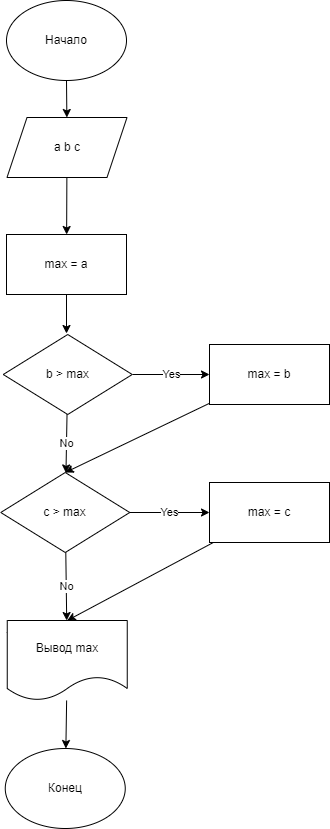 Начало
a b c
max = a
b > max
Yes
max = b
No
c > max
Yes
max = c
No
Вывод max
Конец